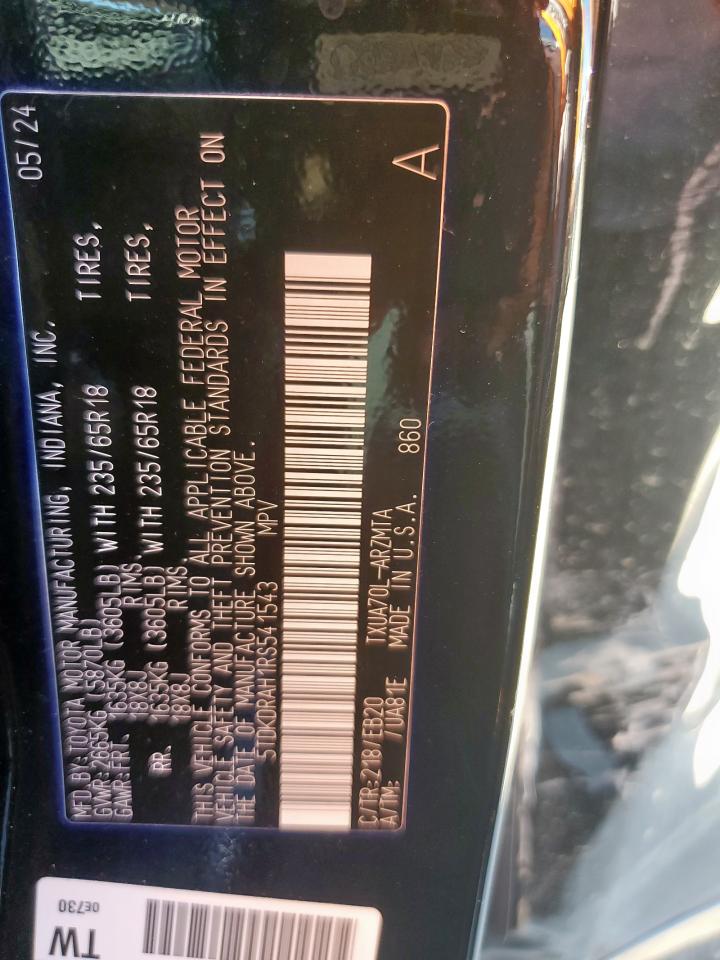 MFD. BY: TOYOTA MOTOR MANUFACTURING, INDIANA, INC. 05/24
GVWR: 2665KG (5870LB)
GAWR: FRT. 1635KG (3605LB) WITH 235/65R18 TIRES,
18X8J RIMS.
RR. 1635KG (3605LB) WITH 235/65R18 TIRES,
18X8J RIMS.
THIS VEHICLE CONFORMS TO ALL APPLICABLE FEDERAL MOTOR
VEHICLE SAFETY AND THEFT PREVENTION STANDARDS IN EFFECT ON
THE DATE OF MANUFACTURE SHOWN ABOVE.
MPV
C/TR:218/EB20 TXUA70L-ARZMTA
A/TM: /UA81E MADE IN U.S.A. 860
A
0E730
TW